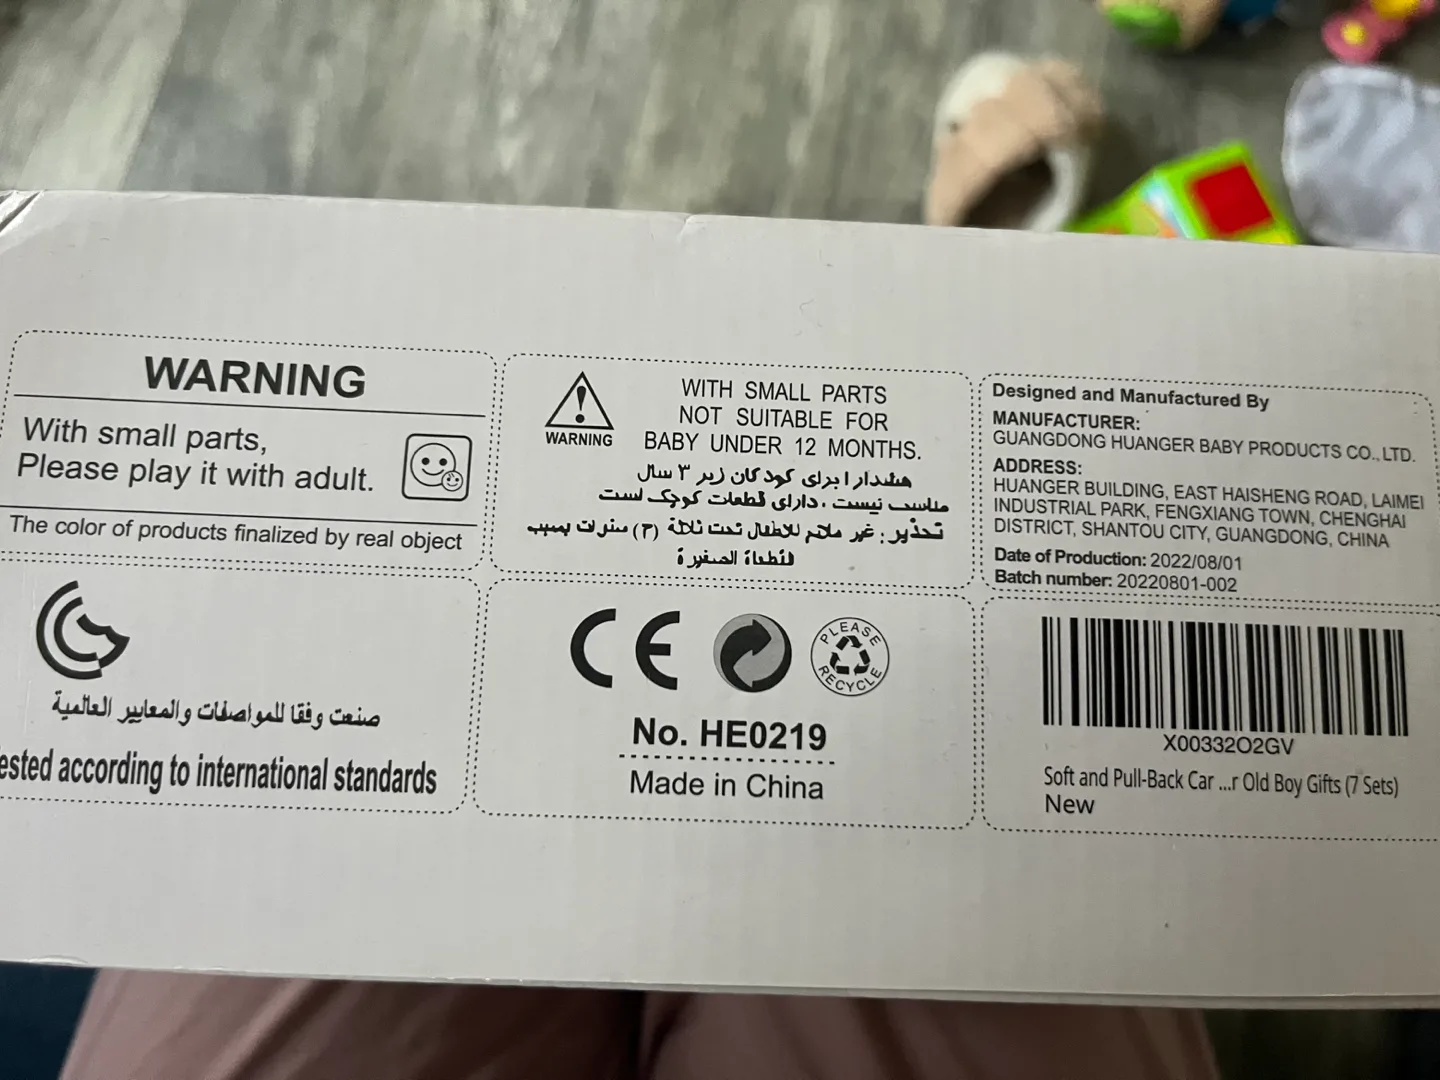 WARNING
With small parts,
Please play it with adult.
The color of products finalized by real object
WARNING
WITH SMALL PARTS
NOT SUITABLE FOR
BABY UNDER 12 MONTHS.
هشدار ! برای کودکان زیر ۳ سال
مناسب نیست ، دارای قطعات کوچک است
تحذير : غير ملائم للاطفال تحت ثلاثة (٣) سنوات بسبب
القطعة الصغيرة
Designed and Manufactured By
MANUFACTURER:
GUANGDONG HUANGER BABY PRODUCTS CO., LTD.
ADDRESS:
HUANGER BUILDING, EAST HAISHENG ROAD, LAIMEI
INDUSTRIAL PARK, FENGXIANG TOWN, CHENGHAI
DISTRICT, SHANTOU CITY, GUANGDONG, CHINA
Date of Production: 2022/08/01
Batch number: 20220801-002
صنعت وفقا للمواصفات والمعايير العالمية
ested according to international standards
CE
PLEASE
RECYCLE
No. HE0219
Made in China
X00332O2GV
Soft and Pull-Back Car ...r Old Boy Gifts (7 Sets)
New